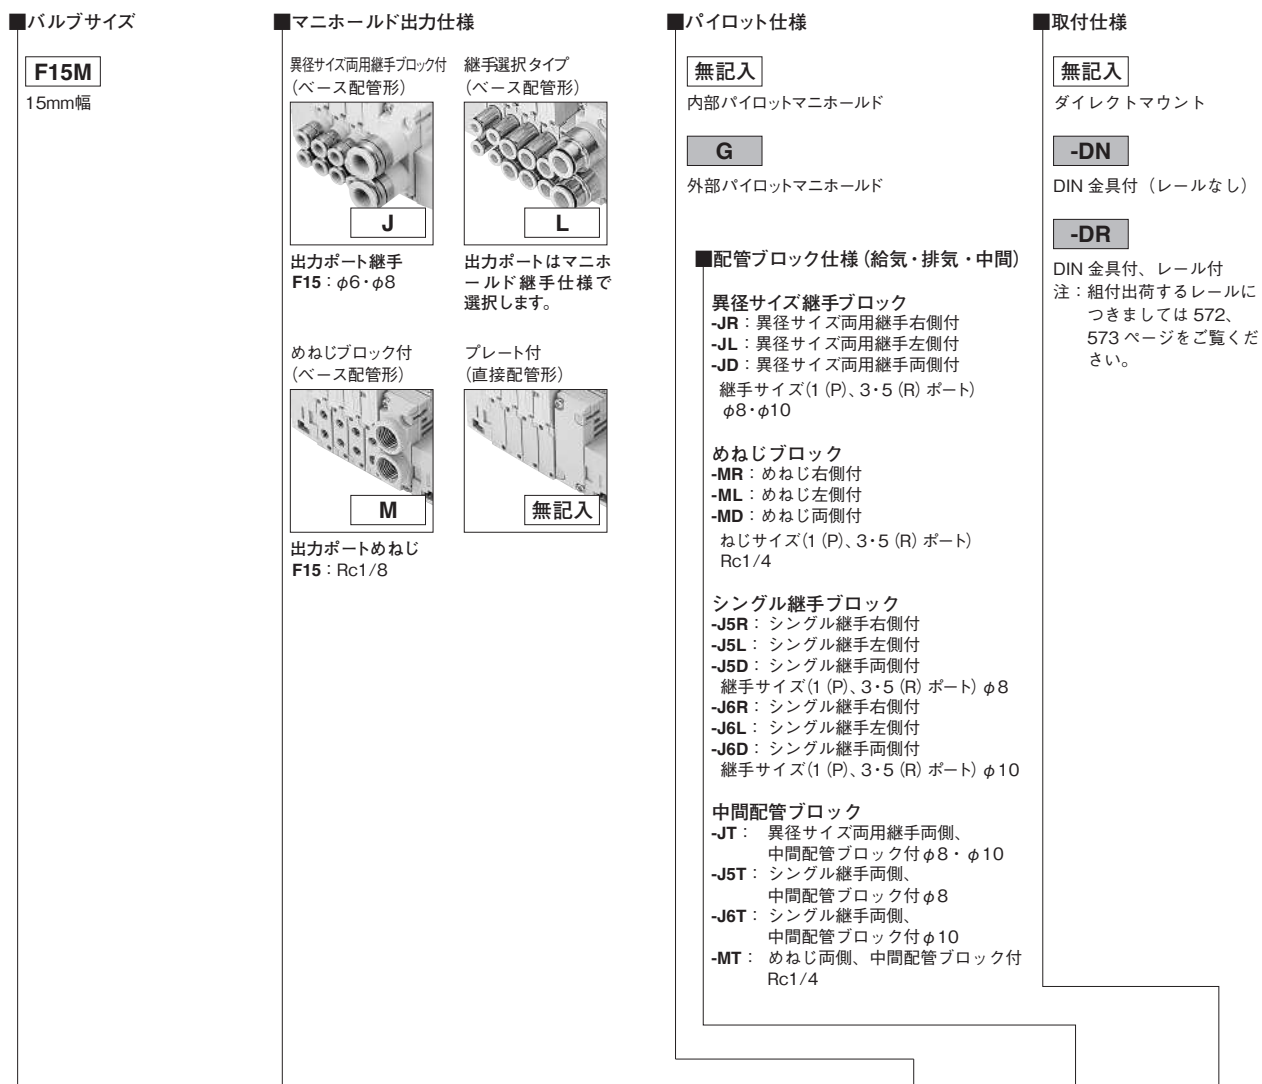 ■バルブサイズ
F15M
15mm幅
■マニホールド出力仕様
異径サイズ両用継手ブロック付
(ベース配管形)
J
出力ポート継手
F15：φ6・φ8
継手選択タイプ
(ベース配管形)
L
出力ポートはマニホ
ールド継手仕様で
選択します。
めねじブロック付
(ベース配管形)
M
出力ポートめねじ
F15：Rc1/8
プレート付
(直接配管形)
無記入
■パイロット仕様
無記入
内部パイロットマニホールド
G
外部パイロットマニホールド
■配管ブロック仕様(給気・排気・中間)
異径サイズ継手ブロック
-JR：異径サイズ両用継手右側付
-JL：異径サイズ両用継手左側付
-JD：異径サイズ両用継手両側付
継手サイズ(1 (P)、3・5 (R) ポート)
φ8・φ10
めねじブロック
-MR：めねじ右側付
-ML：めねじ左側付
-MD：めねじ両側付
ねじサイズ(1 (P)、3・5 (R) ポート)
Rc1/4
シングル継手ブロック
-J5R：シングル継手右側付
-J5L：シングル継手左側付
-J5D：シングル継手両側付
継手サイズ(1 (P)、3・5 (R) ポート) φ8
-J6R：シングル継手右側付
-J6L：シングル継手左側付
-J6D：シングル継手両側付
継手サイズ(1 (P)、3・5 (R) ポート) φ10
中間配管ブロック
-JT： 異径サイズ両用継手両側、
中間配管ブロック付φ8・φ10
-J5T：シングル継手両側、
中間配管ブロック付φ8
-J6T：シングル継手両側、
中間配管ブロック付φ10
-MT： めねじ両側、中間配管ブロック付
Rc1/4
■取付仕様
無記入
ダイレクトマウント
-DN
DIN 金具付（レールなし）
-DR
DIN 金具付、レール付
注：組付出荷するレールに
つきましては 572、
573 ページをご覧くだ
さい。